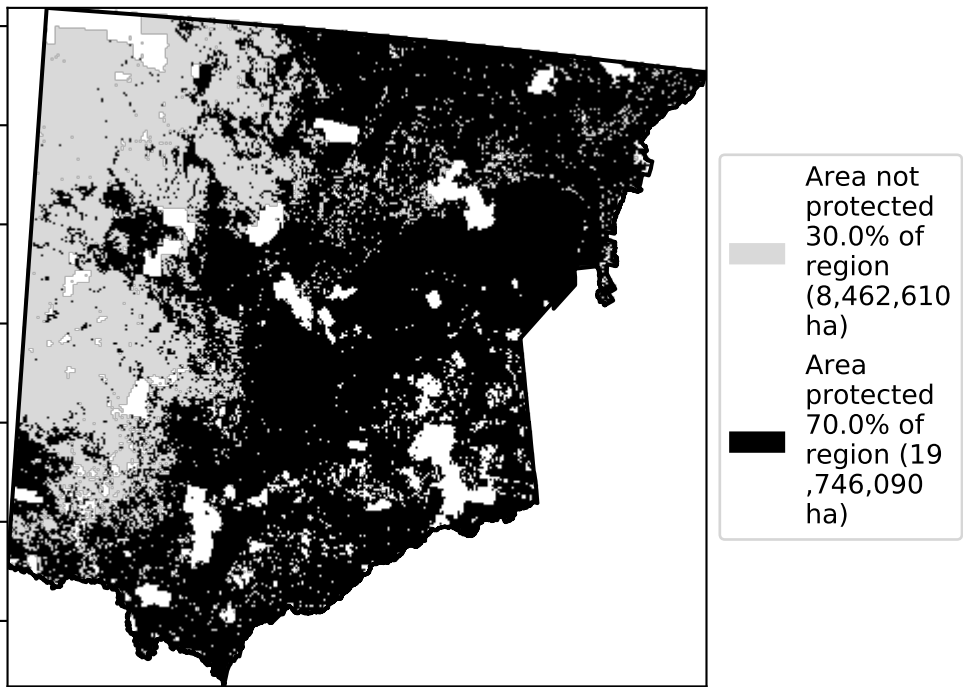 Area not
protected
30.0% of
region
(8,462,610
ha)
Area
protected
70.0% of
region (19
,746,090
ha)